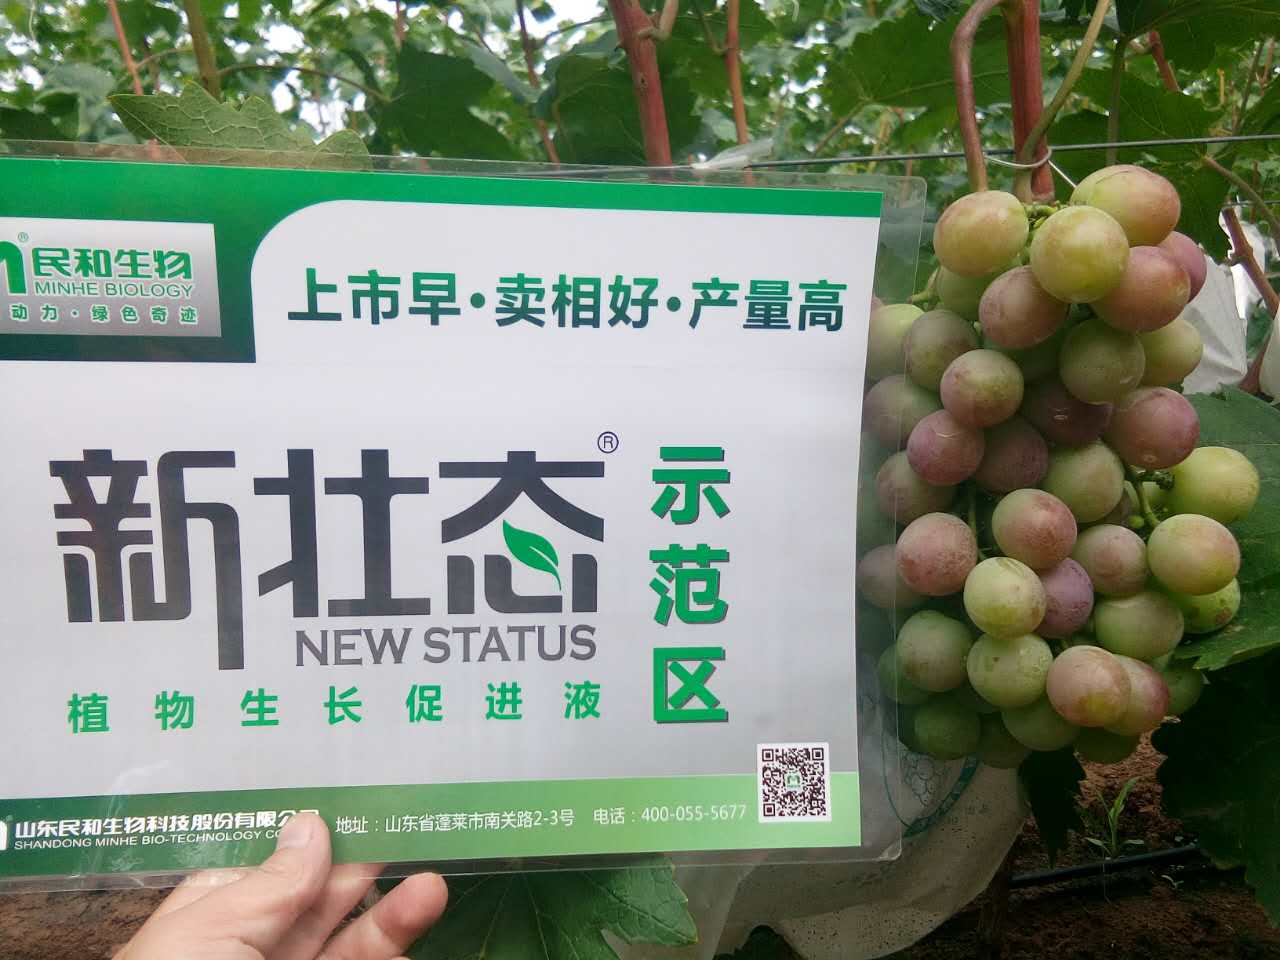 民和生物®
MINHE BIOLOGY
动力·绿色奇迹
上市早·卖相好·产量高
新壮态®
NEW STATUS
植物生长促进液
示范区
山东民和生物科技股份有限公司
SHANDONG MINHE BIO-TECHNOLOGY CO
地址：山东省蓬莱市南关路2-3号
电话：400-055-5677